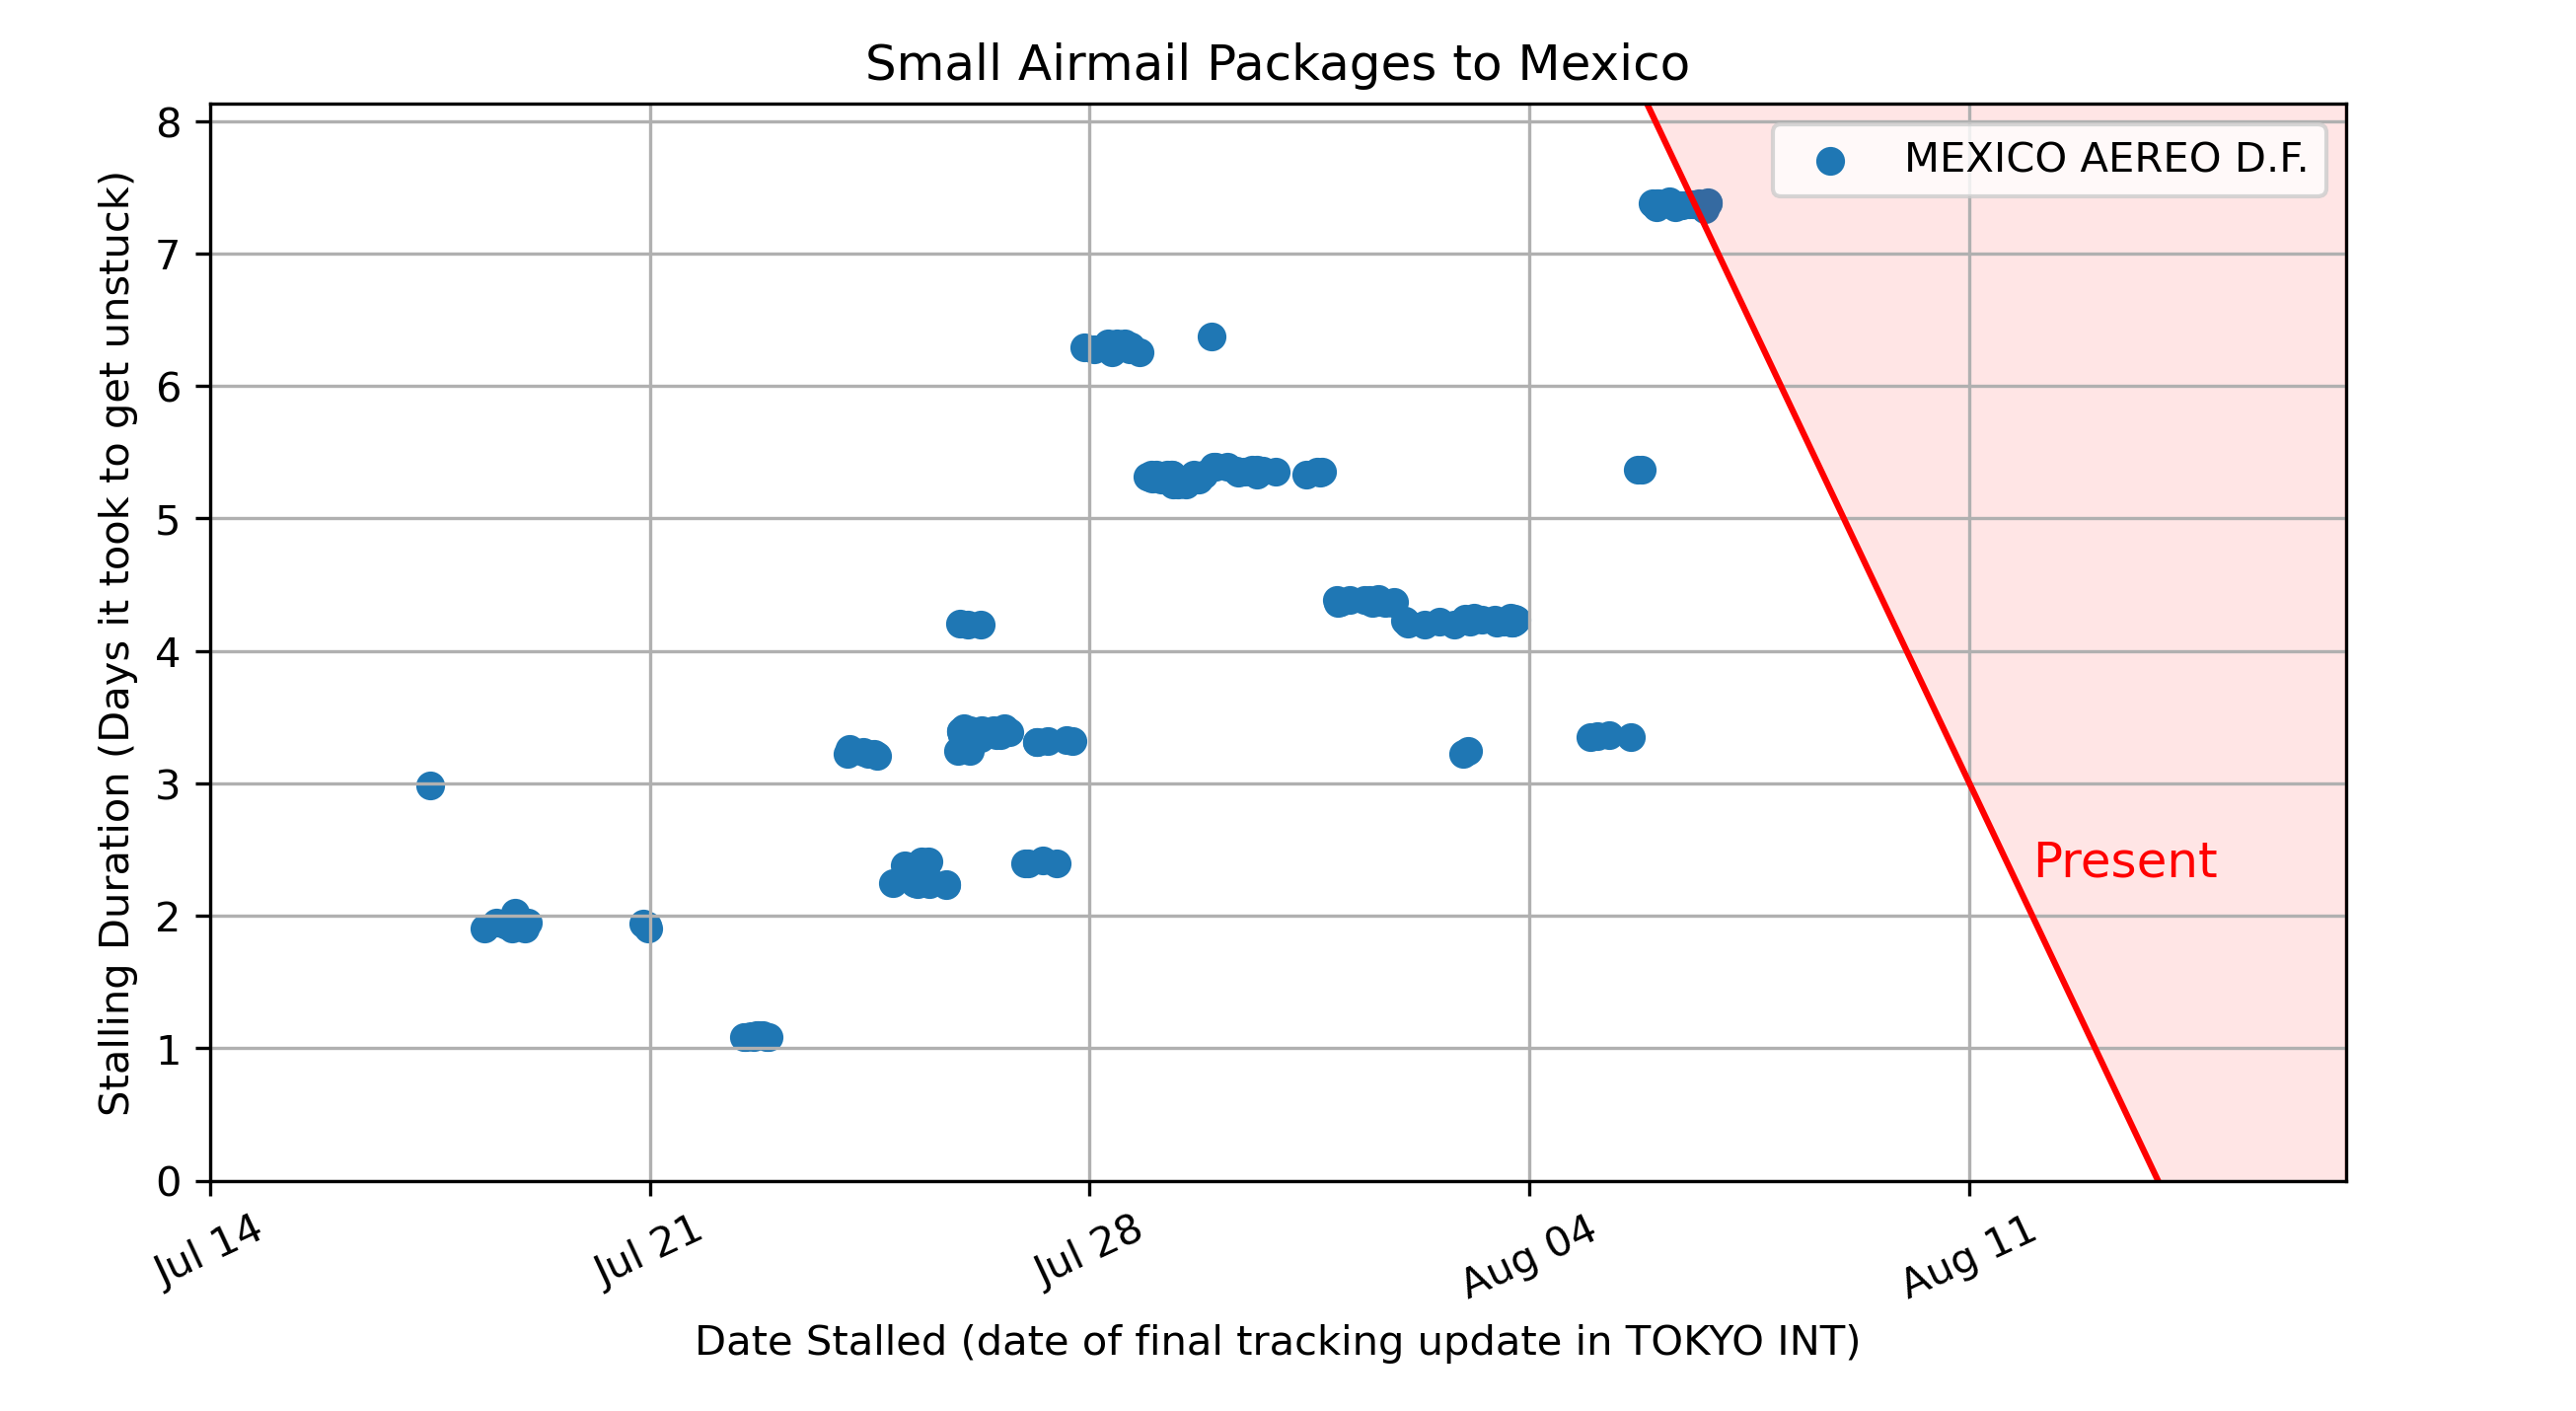 Small Airmail Packages to Mexico
MEXICO AEREO D.F.
Stalling Duration (Days it took to get unstuck)
8
7
6
5
4
3
2
1
0
Present
Jul 14
Jul 21
Jul 28
Aug 04
Aug 11
Date Stalled (date of final tracking update in TOKYO INT)